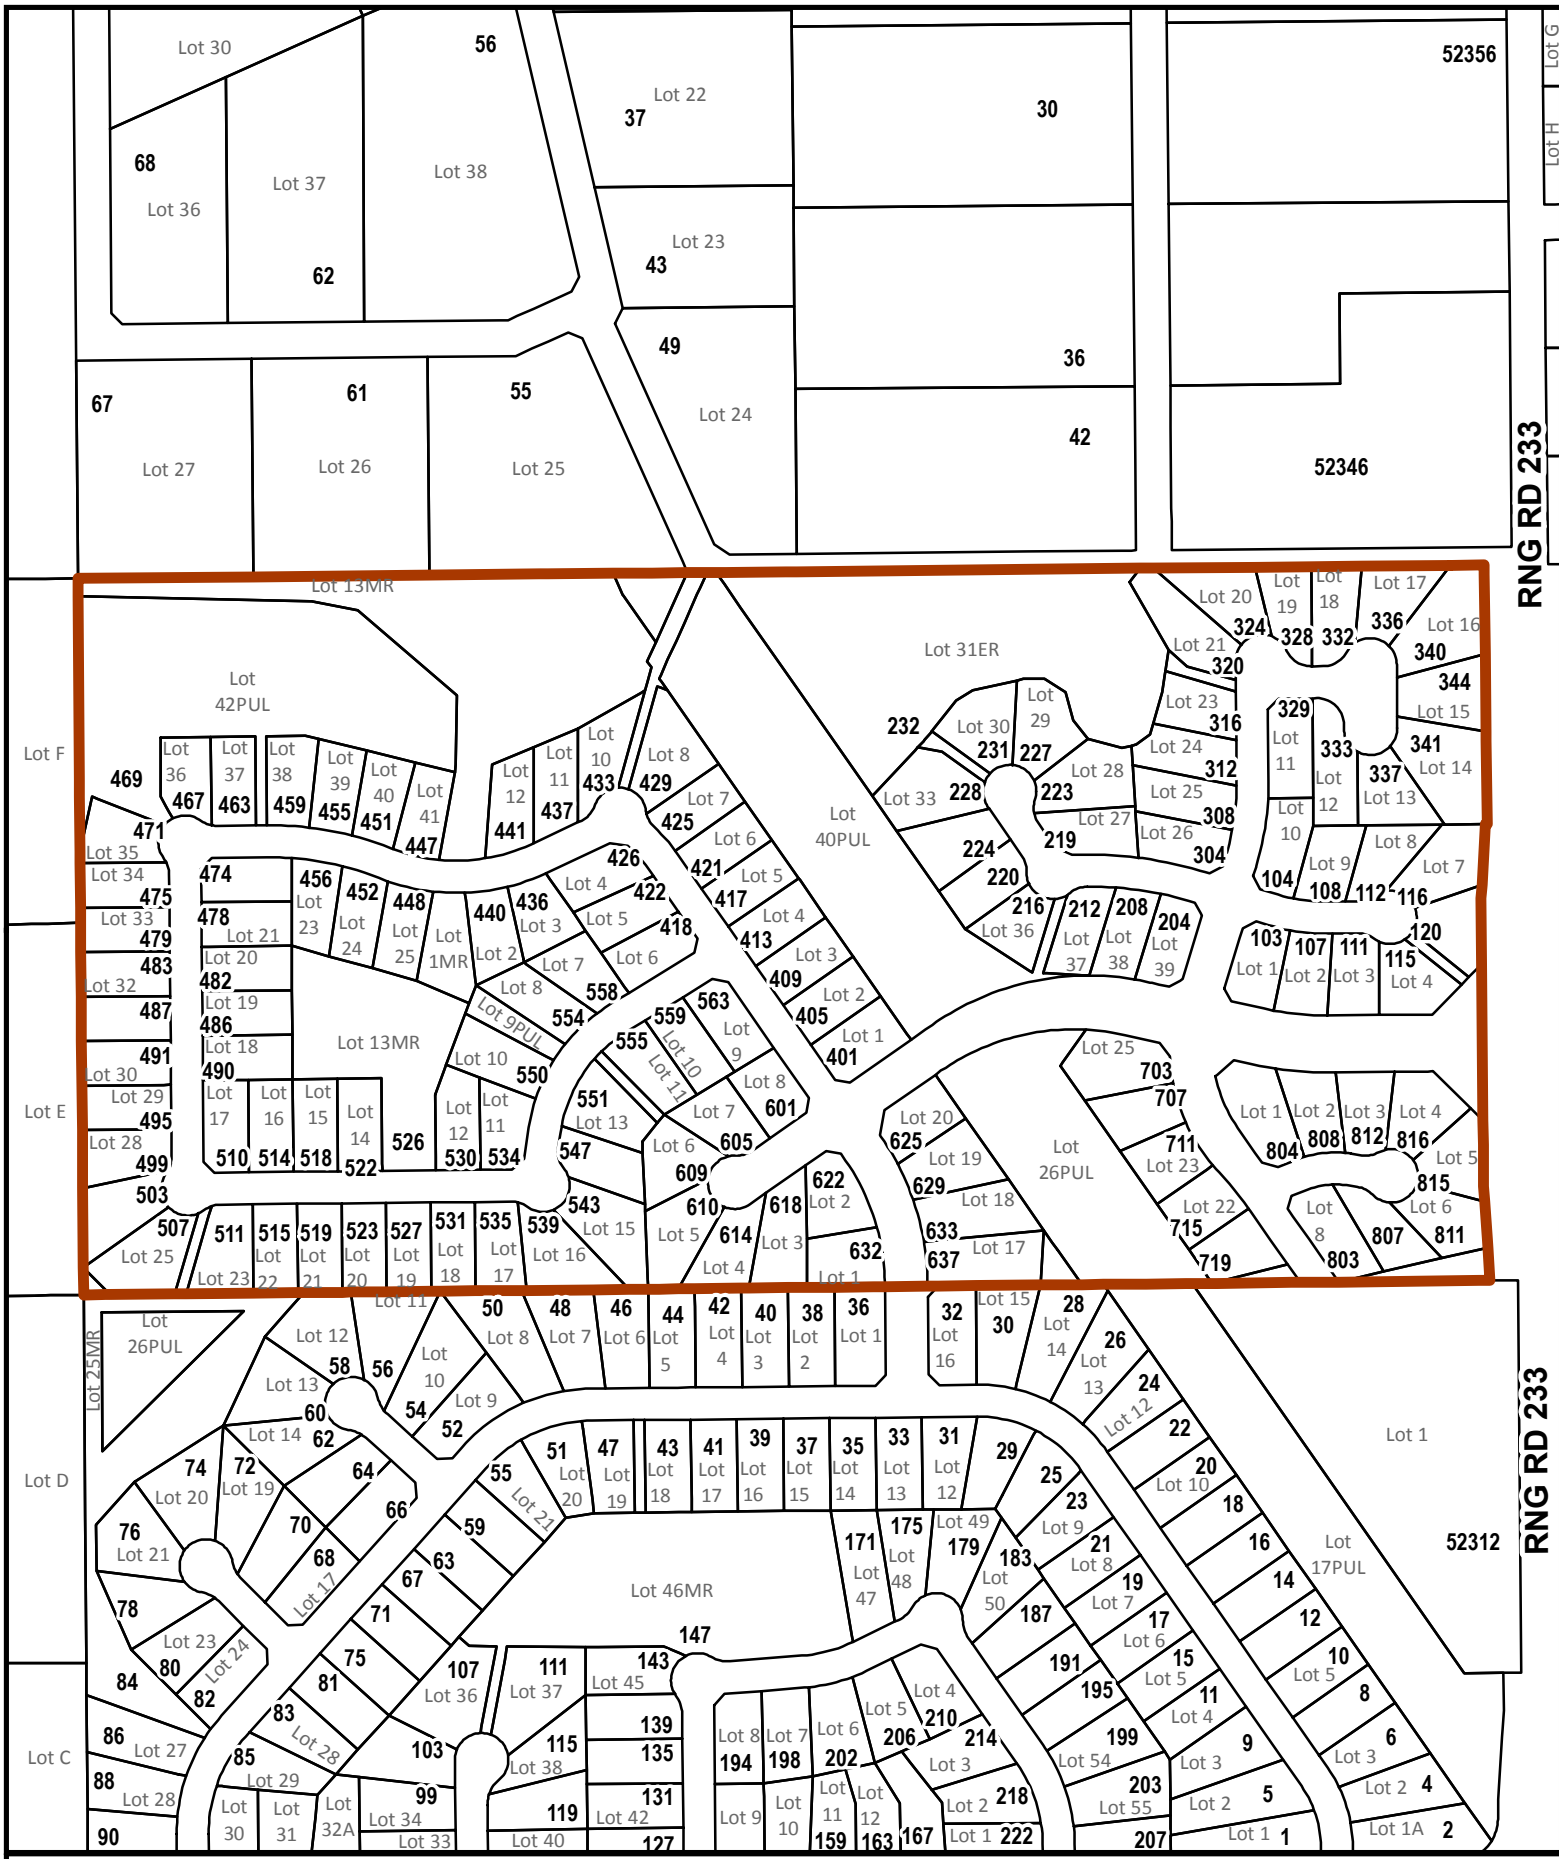 Lot 30
56
Lot 22
37
30
52356
Lot G
Lot H
68
Lot 36
Lot 37
Lot 38
62
Lot 23
43
49
36
Lot 24
67
61
55
42
Lot 27
Lot 26
Lot 25
52346
RNG RD 233
Lot 13MR
Lot
42PUL
Lot 31ER
Lot 20
Lot
19
Lot
18
Lot 17
324
328
332
336
Lot 16
340
Lot 21
320
344
Lot 15
Lot 23
316
329
333
341
Lot 14
337
Lot 13
Lot
11
Lot
12
Lot
10
Lot F
469
Lot
36
467
Lot
37
463
Lot
38
459
Lot
39
455
Lot
40
451
Lot
41
447
Lot
12
441
Lot
11
437
Lot
10
433
Lot 8
429
Lot 7
425
Lot 6
421
Lot 5
417
Lot 4
413
Lot 3
409
Lot 2
405
Lot 1
401
Lot
40PUL
232
Lot 30
231
Lot
29
227
Lot 33
228
Lot 28
223
Lot 24
312
Lot 25
308
Lot 27
219
Lot 26
304
224
220
216
Lot 36
212
Lot
37
208
Lot
38
204
Lot
39
104
Lot 9
108
Lot 8
112
Lot 7
116
120
103
Lot 1
107
Lot 2
111
Lot 3
115
Lot 4
471
Lot 35
Lot 34
475
Lot 33
479
483
Lot 32
487
491
Lot 30
Lot 29
495
Lot 28
499
503
507
Lot 25
474
478
Lot 21
Lot 20
482
Lot 19
486
Lot 18
490
456
Lot
23
452
Lot
24
448
Lot
25
Lot
1MR
440
Lot 2
436
Lot 3
Lot 4
426
Lot 5
422
Lot 6
418
Lot 7
558
Lot 8
554
Lot 9PUL
Lot 10
550
Lot 13MR
Lot
17
510
Lot
16
514
Lot
15
518
Lot
14
522
526
Lot
12
530
Lot
11
534
563
Lot
9
559
Lot 10
555
Lot 11
551
Lot 13
547
543
Lot 15
Lot 8
601
Lot 7
605
Lot 6
609
610
Lot 5
614
Lot 4
618
Lot 3
622
Lot 2
632
Lot 1
Lot E
511
Lot 23
515
Lot
22
519
Lot
21
523
Lot
20
527
Lot
19
531
Lot
18
535
Lot
17
539
Lot 16
Lot 20
625
Lot 19
629
Lot 18
633
637
Lot 17
Lot
26PUL
Lot 25
703
707
711
Lot 23
Lot 22
715
719
Lot 1
804
Lot 2
808
Lot 3
812
Lot 4
816
Lot 5
815
Lot 6
811
807
Lot
8
803
Lot D
Lot 25MR
Lot
26PUL
Lot 11
Lot 12
58
56
Lot 13
60
Lot 14
62
64
66
Lot
10
54
Lot 9
52
50
Lot 8
48
Lot 7
46
Lot 6
44
Lot
5
42
Lot
4
40
Lot
3
38
Lot
2
36
Lot 1
32
Lot
16
Lot 15
30
28
Lot
14
26
Lot
13
24
Lot 12
22
20
Lot 10
18
16
14
12
10
Lot 5
8
6
Lot 3
4
Lot 2
Lot 1A
2
Lot 1
Lot
17PUL
52312
RNG RD 233
74
Lot 20
72
Lot 19
76
Lot 21
70
68
Lot 17
78
Lot 23
80
Lot 24
82
84
86
Lot 27
88
Lot 28
90
55
Lot 21
59
63
67
71
75
81
83
Lot 28
85
Lot 29
Lot
30
Lot
31
Lot
32A
51
Lot
20
47
Lot
19
43
Lot
18
41
Lot
17
39
Lot
16
37
Lot
15
35
Lot
14
33
Lot
13
31
Lot
12
29
25
23
Lot 9
21
Lot 8
19
Lot 7
17
Lot 6
15
Lot 5
11
Lot 4
9
Lot 3
5
Lot 2
Lot 1
1
Lot 46MR
147
171
Lot
47
175
Lot
48
Lot 49
179
183
Lot
50
187
191
195
199
Lot 54
203
Lot 55
207
107
Lot 36
103
99
Lot 34
Lot 33
111
Lot 37
115
Lot 38
119
Lot 40
143
Lot 45
139
135
131
Lot 42
127
Lot 8
194
Lot 7
198
Lot 6
202
Lot 5
206
Lot 4
210
214
Lot 3
Lot 2
218
Lot 1
222
Lot 9
Lot
10
Lot
11
159
Lot
12
163
167
Lot C